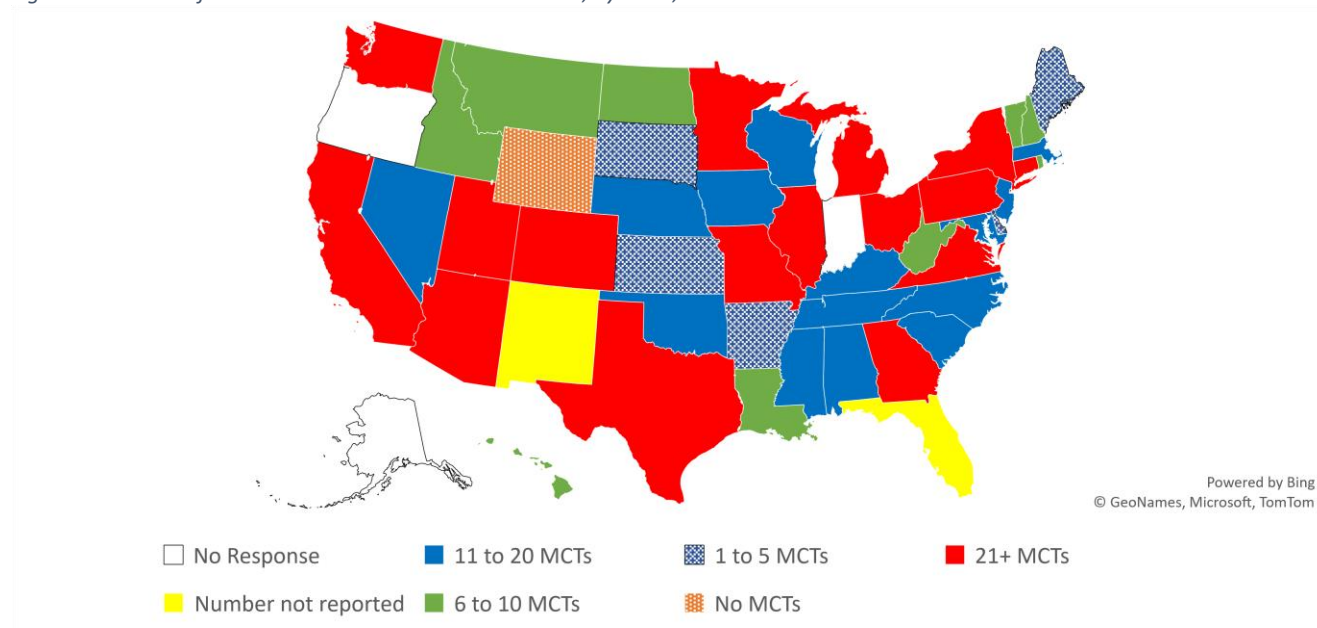 Powered by Bing
© GeoNames, Microsoft, TomTom
No Response
11 to 20 MCTs
1 to 5 MCTs
21+ MCTs
Number not reported
6 to 10 MCTs
No MCTs